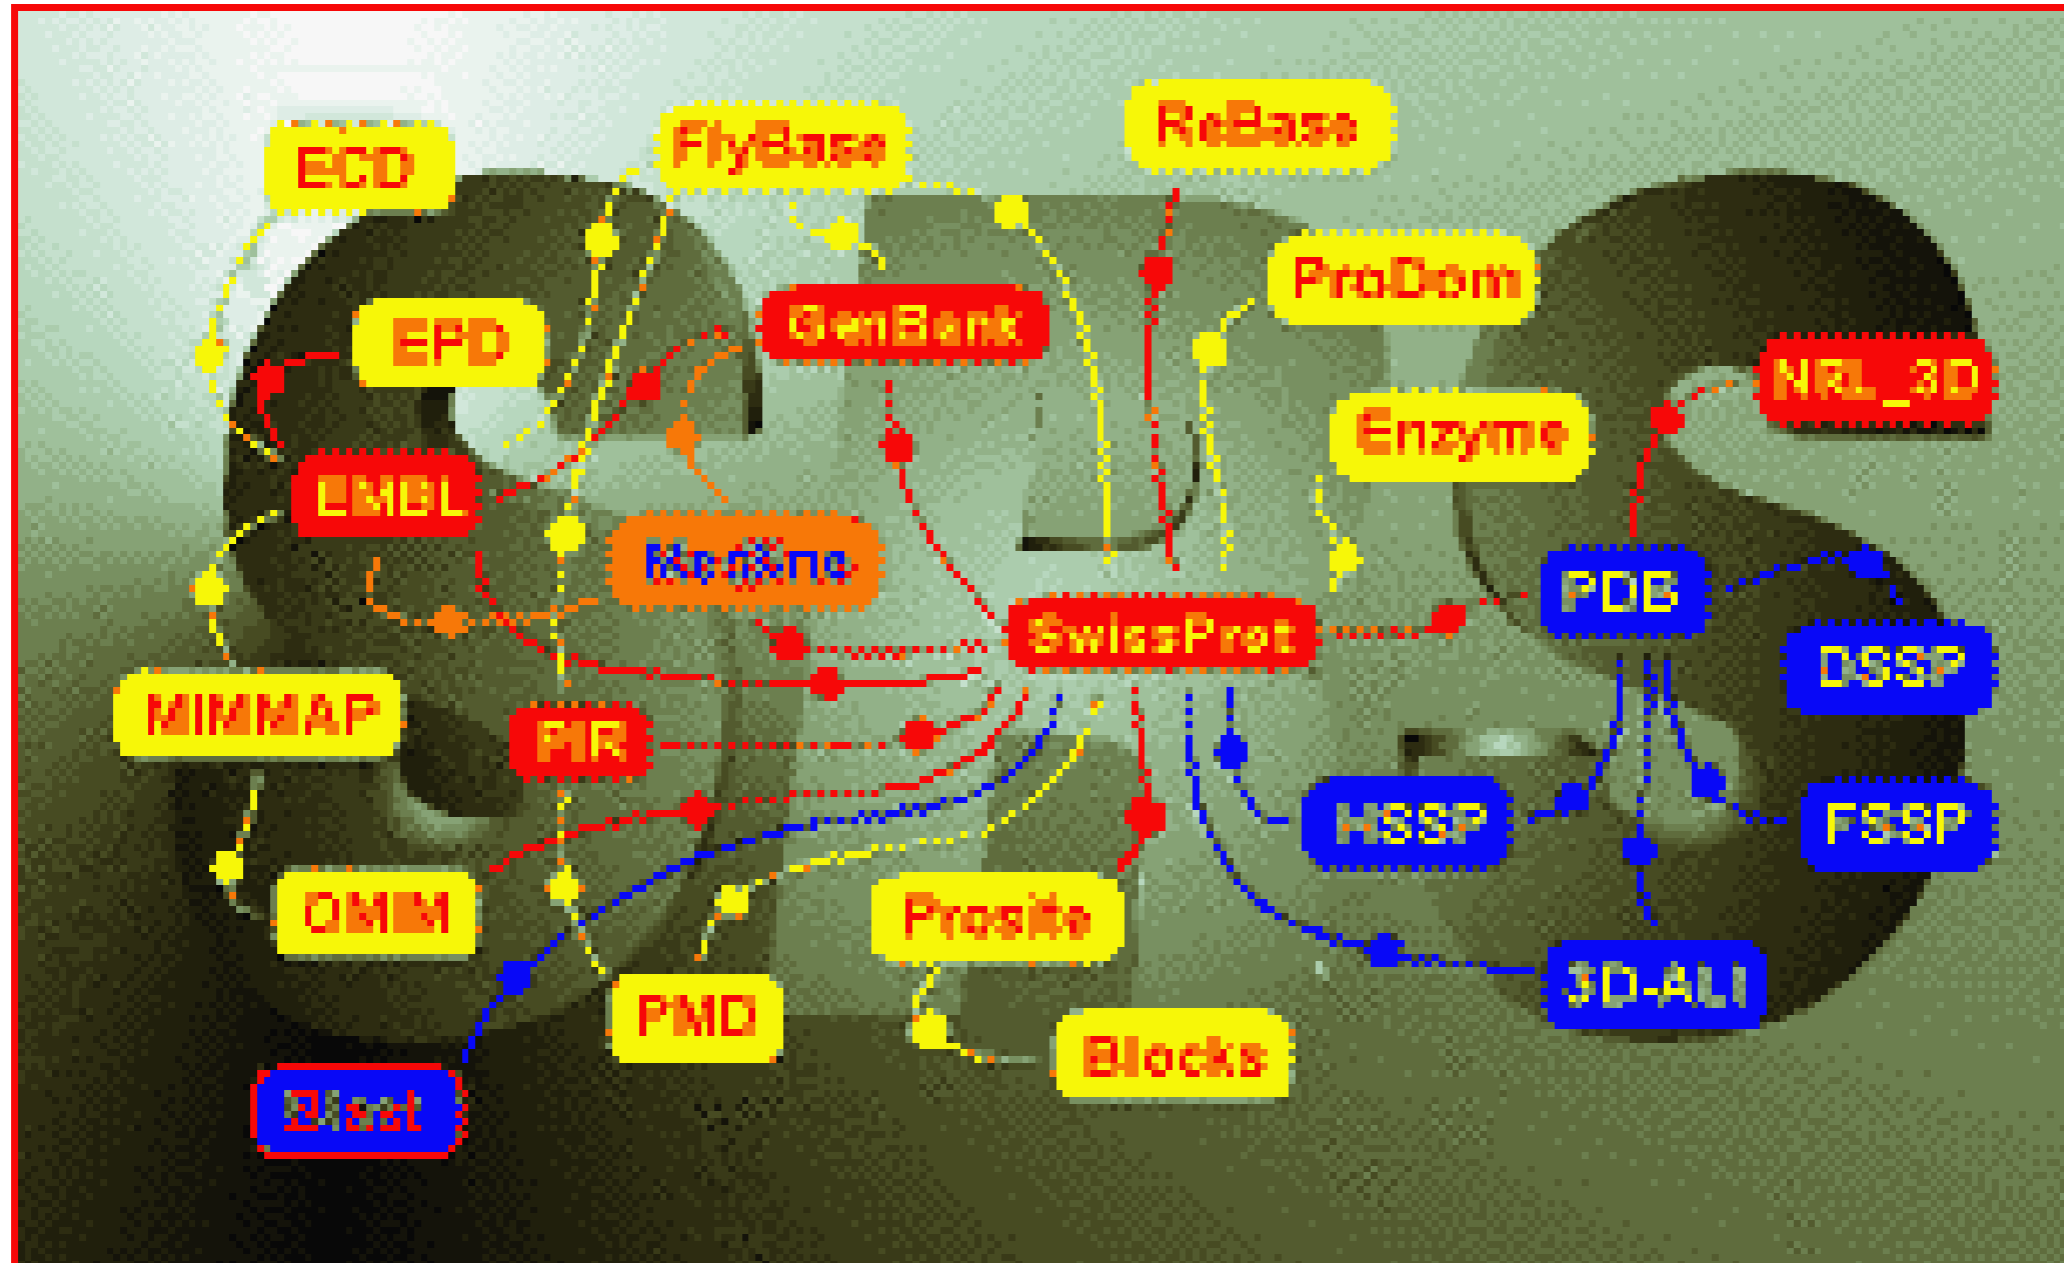 ReBase
FlyBase
ECD
ProDom
EPD
GenBank
NRL_3D
Enzyme
EMBL
MedLine
PDB
SwissProt
DSSP
MIMMAP
PIR
HSSP
FSSP
OMIM
Prosite
3D-ALI
PMD
Blocks